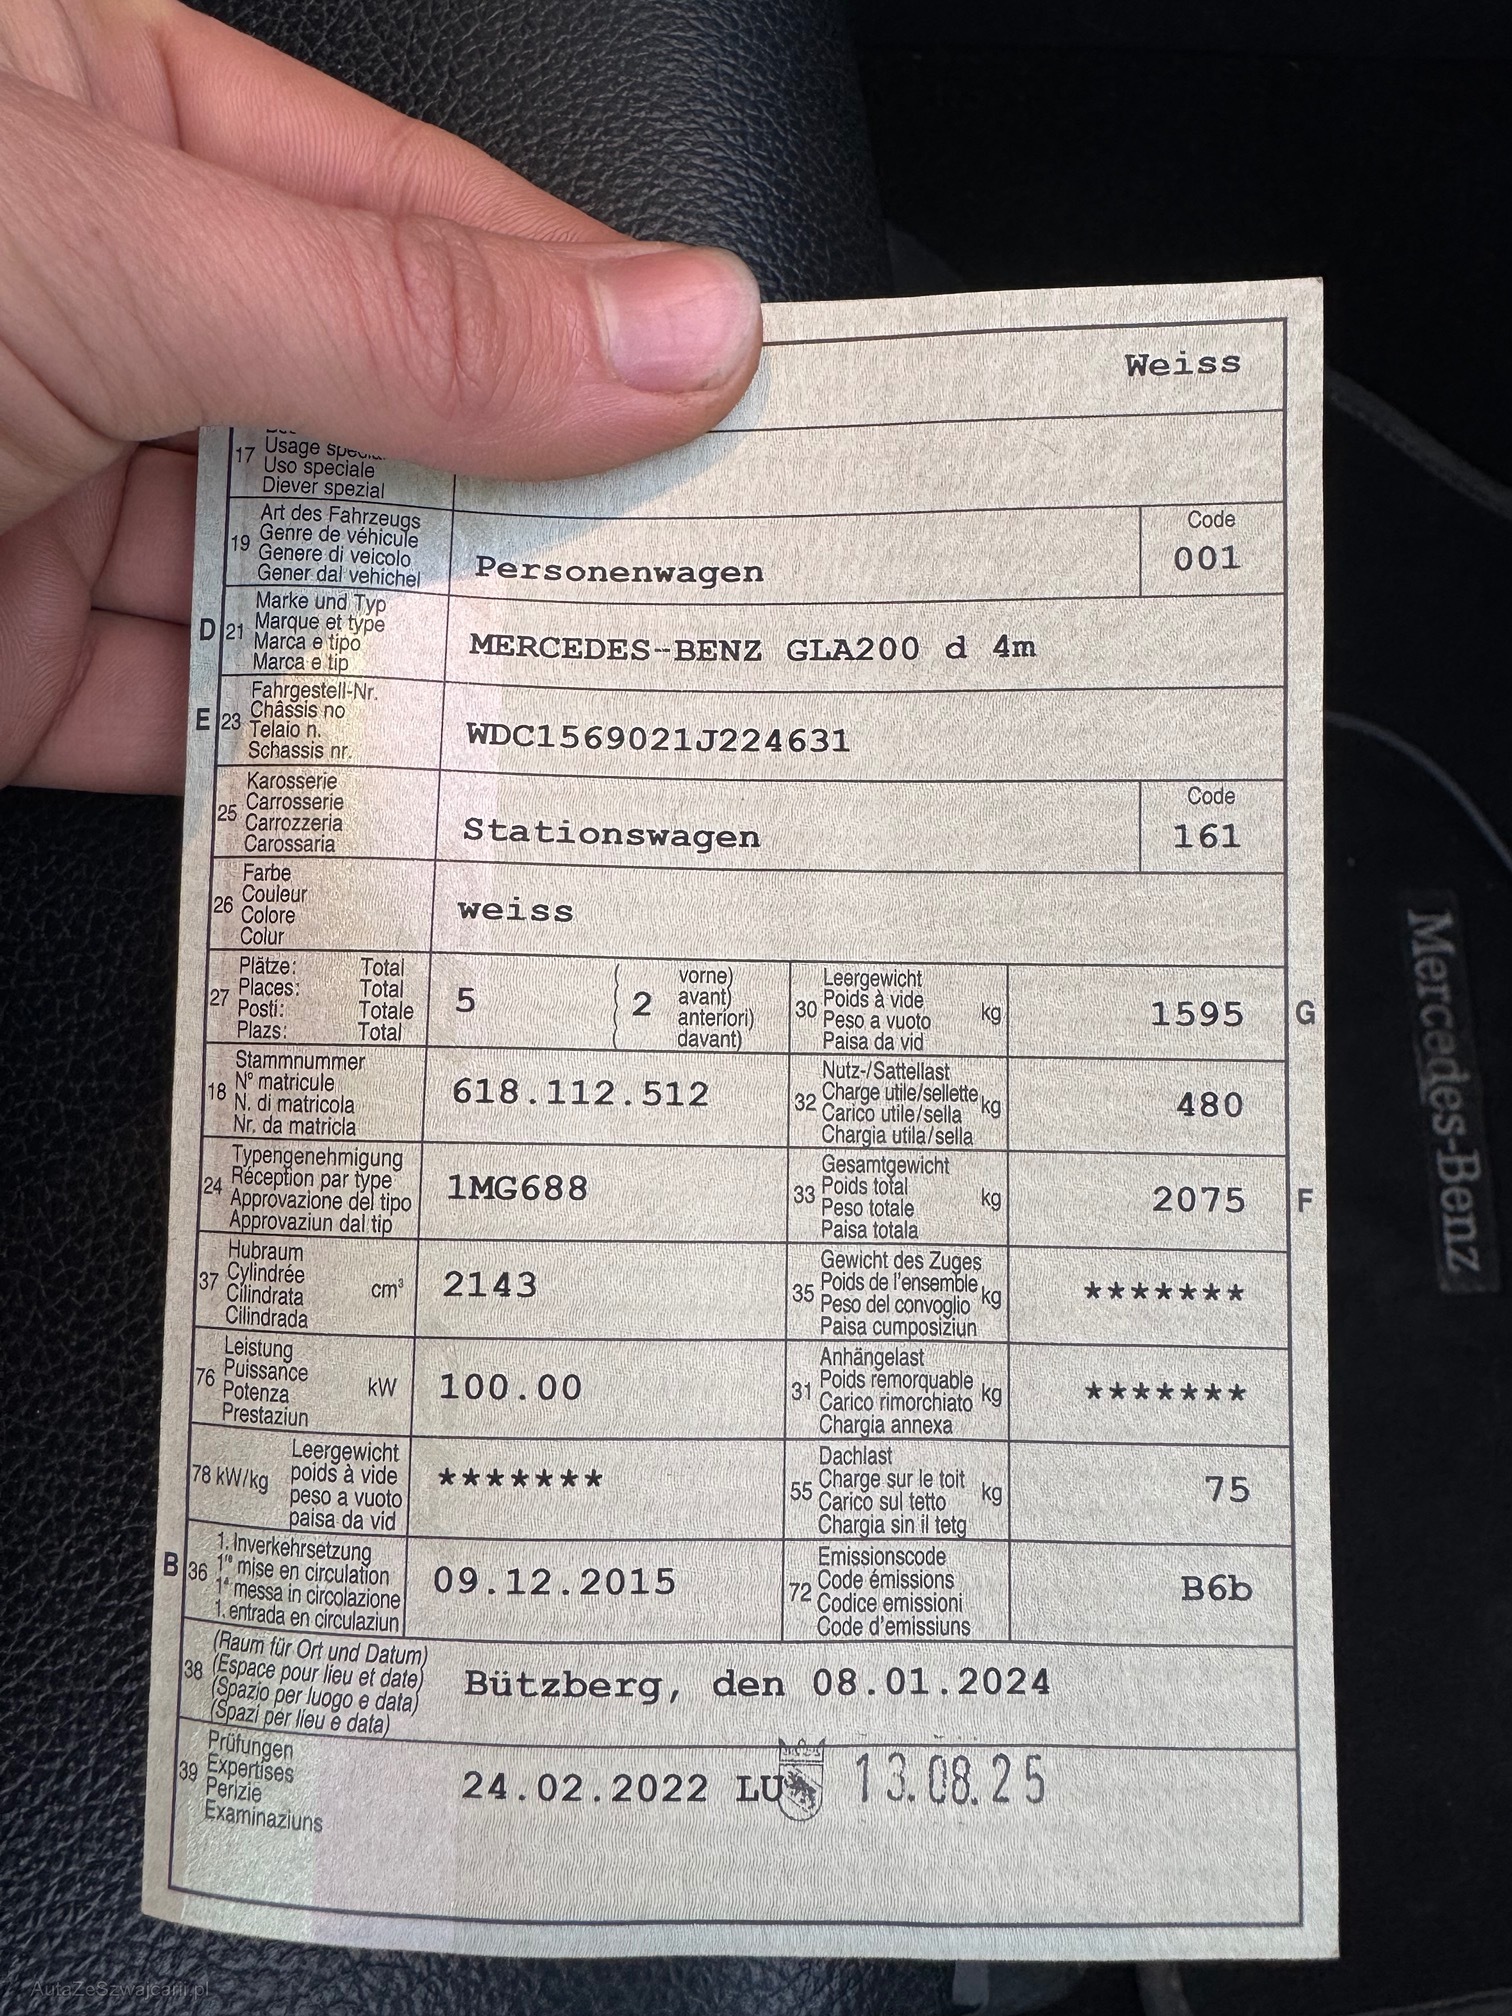 Weiss
17 Usage
Uso speciale
Diever spezial
19 Art des Fahrzeugs
Genre de véhicule
Genere di veicolo
Gener dal vehichel
Personenwagen
Code
001
D 21 Marke und Typ
Marque et type
Marca e tipo
Marca e tip
MERCEDES-BENZ GLA200 d 4m
E 23 Fahrgestell-Nr.
Châssis no
Telaio n.
Schassis nr.
WDC1569021J224631
25 Karosserie
Carrosserie
Carrozzeria
Carossaria
Stationswagen
Code
161
26 Farbe
Couleur
Colore
Colur
weiss
27 Plätze: Total
Places: Total
Posti: Totale
Plazs: Total
5 ( 2 vorne)
avant)
anteriori)
davant)
30 Leergewicht
Poids à vide
Peso a vuoto
Paisa da vid
kg 1595 G
18 Stammnummer
N° matricule
N. di matricola
Nr. da matricla
618.112.512
32 Nutz-/Sattellast
Charge utile/sellette
Carico utile/sella
Chargia utila/sella
kg 480
24 Typengenehmigung
Réception par type
Approvazione del tipo
Approvaziun dal tip
1MG688
33 Gesamtgewicht
Poids total
Peso totale
Paisa totala
kg 2075 F
37 Hubraum
Cylindrée
Cilindrata
Cilindrada
cm³ 2143
35 Gewicht des Zuges
Poids de l'ensemble
Peso del convoglio
Paisa cumposiziun
kg *******
76 Leistung
Puissance
Potenza
Prestaziun
kW 100.00
31 Anhängelast
Poids remorquable
Carico rimorchiato
Chargia annexa
kg *******
78 kW/kg Leergewicht
poids à vide
peso a vuoto
paisa da vid
*******
55 Dachlast
Charge sur le toit
Carico sul tetto
Chargia sin il tetg
kg 75
B 36 1. Inverkehrsetzung
1re mise en circulation
1a messa in circolazione
1. entrada en circulaziun
09.12.2015
72 Emissionscode
Code émissions
Codice emissioni
Code d'emissiuns
B6b
38 (Raum für Ort und Datum)
(Espace pour lieu et date)
(Spazio per luogo e data)
(Spazi per lieu e data)
Bützberg, den 08.01.2024
39 Prüfungen
Expertises
Perizie
Examinaziuns
24.02.2022 LU 13.08.25
Mercedes-Benz
AutaZeSzwajcarii.pl